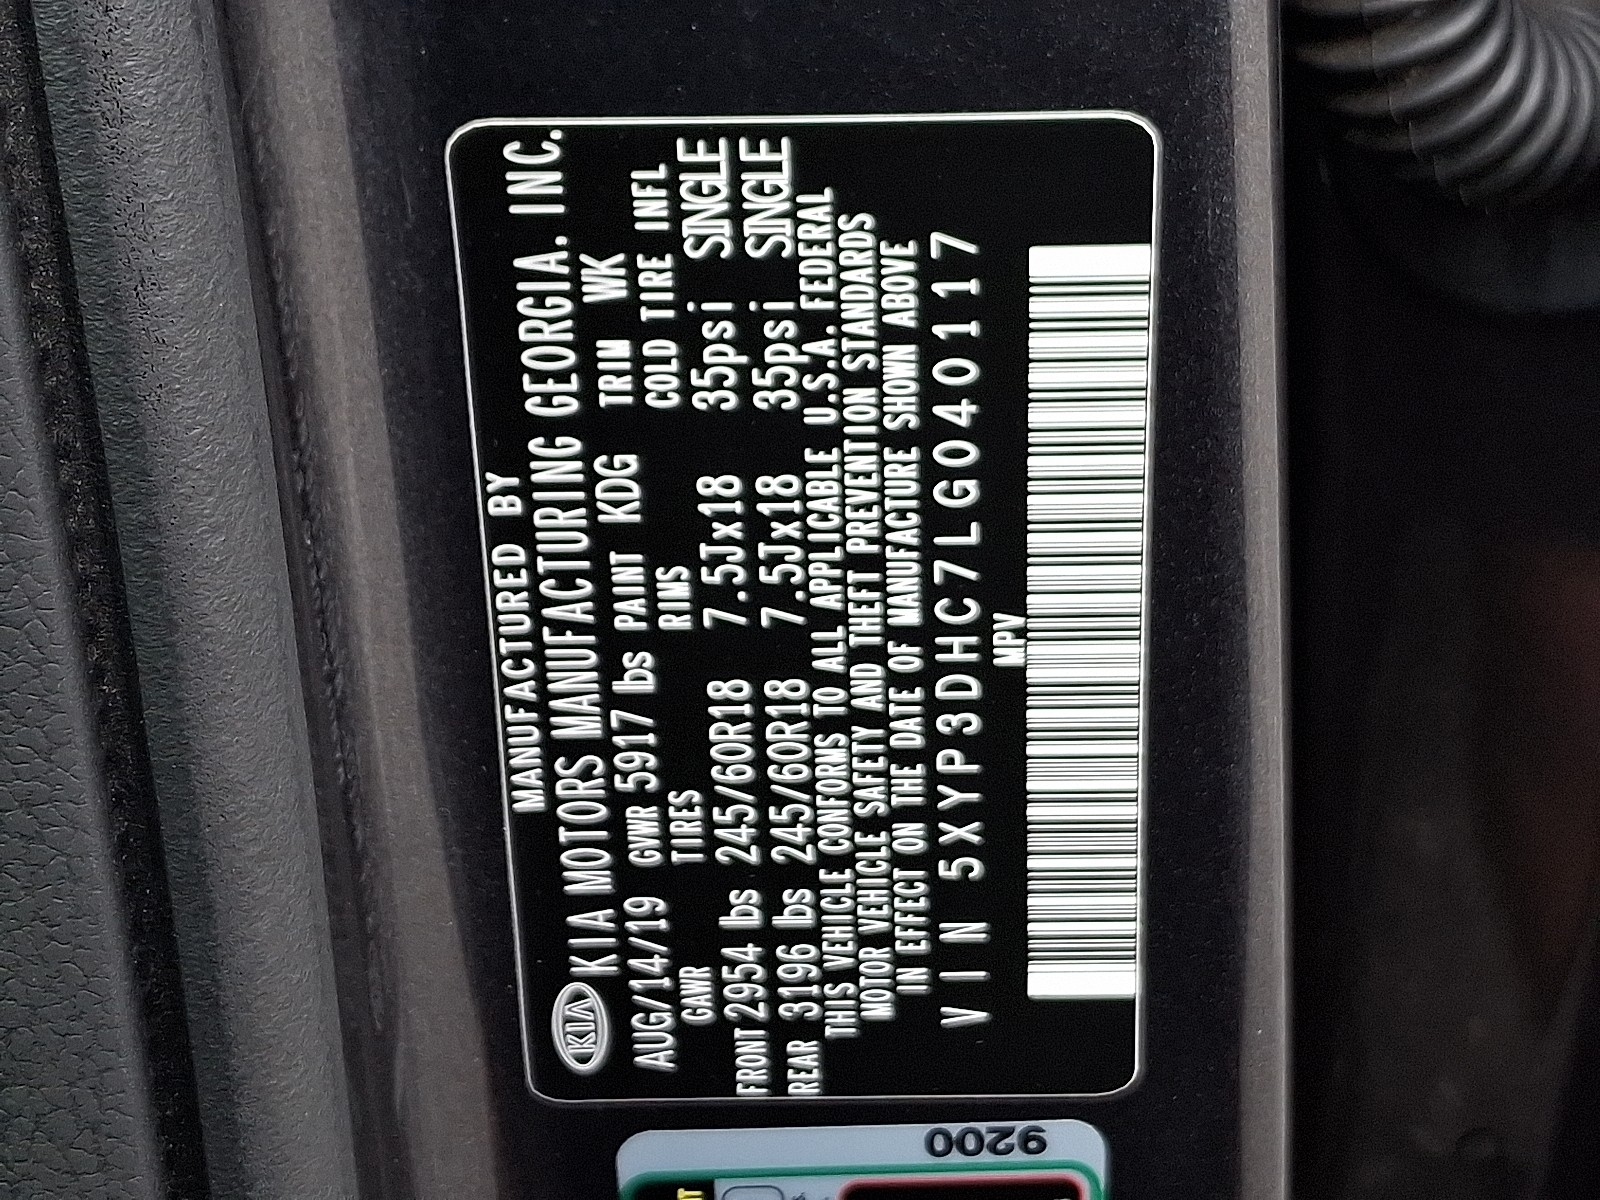 MANUFACTURED BY
KIA KIA MOTORS MANUFACTURING GEORGIA. INC.
AUG/14/19 GVWR 5917 lbs PAINT KDG TRIM WK
GAWR TIRES RIMS COLD TIRE INFL
FRONT 2954 lbs 245/60R18 7.5Jx18 35psi SINGLE
REAR 3196 lbs 245/60R18 7.5Jx18 35psi SINGLE
THIS VEHICLE CONFORMS TO ALL APPLICABLE U.S.A. FEDERAL
MOTOR VEHICLE SAFETY AND THEFT PREVENTION STANDARDS
IN EFFECT ON THE DATE OF MANUFACTURE SHOWN ABOVE
VIN 5XYP3DHC7LG040117
MPV
9200